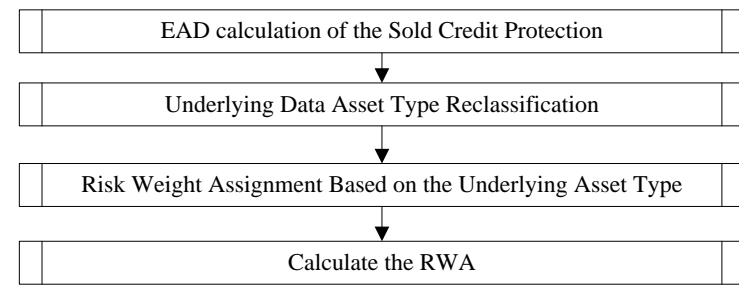 EAD calculation of the Sold Credit Protection
Underlying Data Asset Type Reclassification
Risk Weight Assignment Based on the Underlying Asset Type
Calculate the RWA